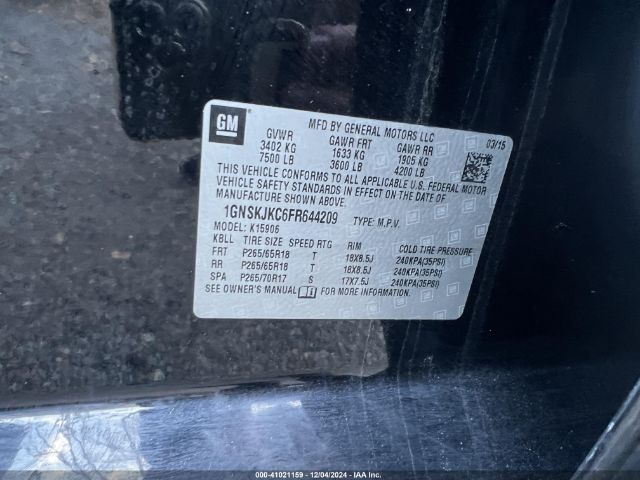 GM
MFD BY GENERAL MOTORS LLC
03/15
GVWR GAWR FRT GAWR RR
3402 KG 1633 KG 1905 KG
7500 LB 3600 LB 4200 LB
THIS VEHICLE CONFORMS TO ALL APPLICABLE U.S. FEDERAL MOTOR
VEHICLE SAFETY STANDARDS IN EFFECT ON THE DATE OF
MANUFACTURE SHOWN ABOVE.
1GNSKJKC6FR644209 TYPE: M.P.V.
MODEL: K15906
KBLL TIRE SIZE SPEED RTG RIM COLD TIRE PRESSURE
FRT P265/65R18 T 18X8.5J 240KPA(35PSI)
RR P265/65R18 T 18X8.5J 240KPA(35PSI)
SPA P265/70R17 S 17X7.5J 240KPA(35PSI)
SEE OWNER'S MANUAL FOR MORE INFORMATION.
000-41021159 | 12/04/2024 | IAA Inc.